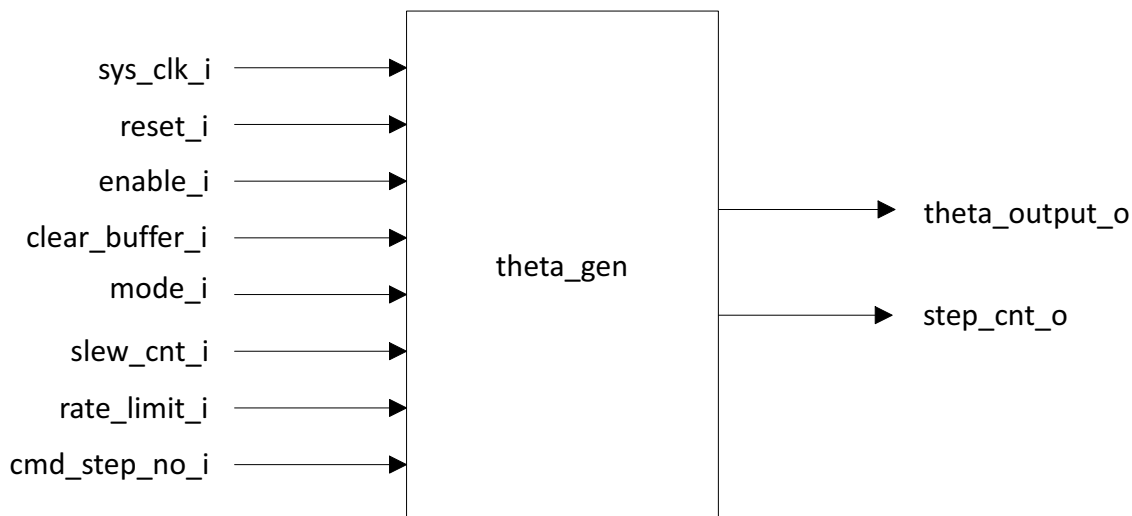 sys_clk_i
reset_i
enable_i
clear_buffer_i
mode_i
slew_cnt_i
rate_limit_i
cmd_step_no_i
theta_gen
theta_output_o
step_cnt_o